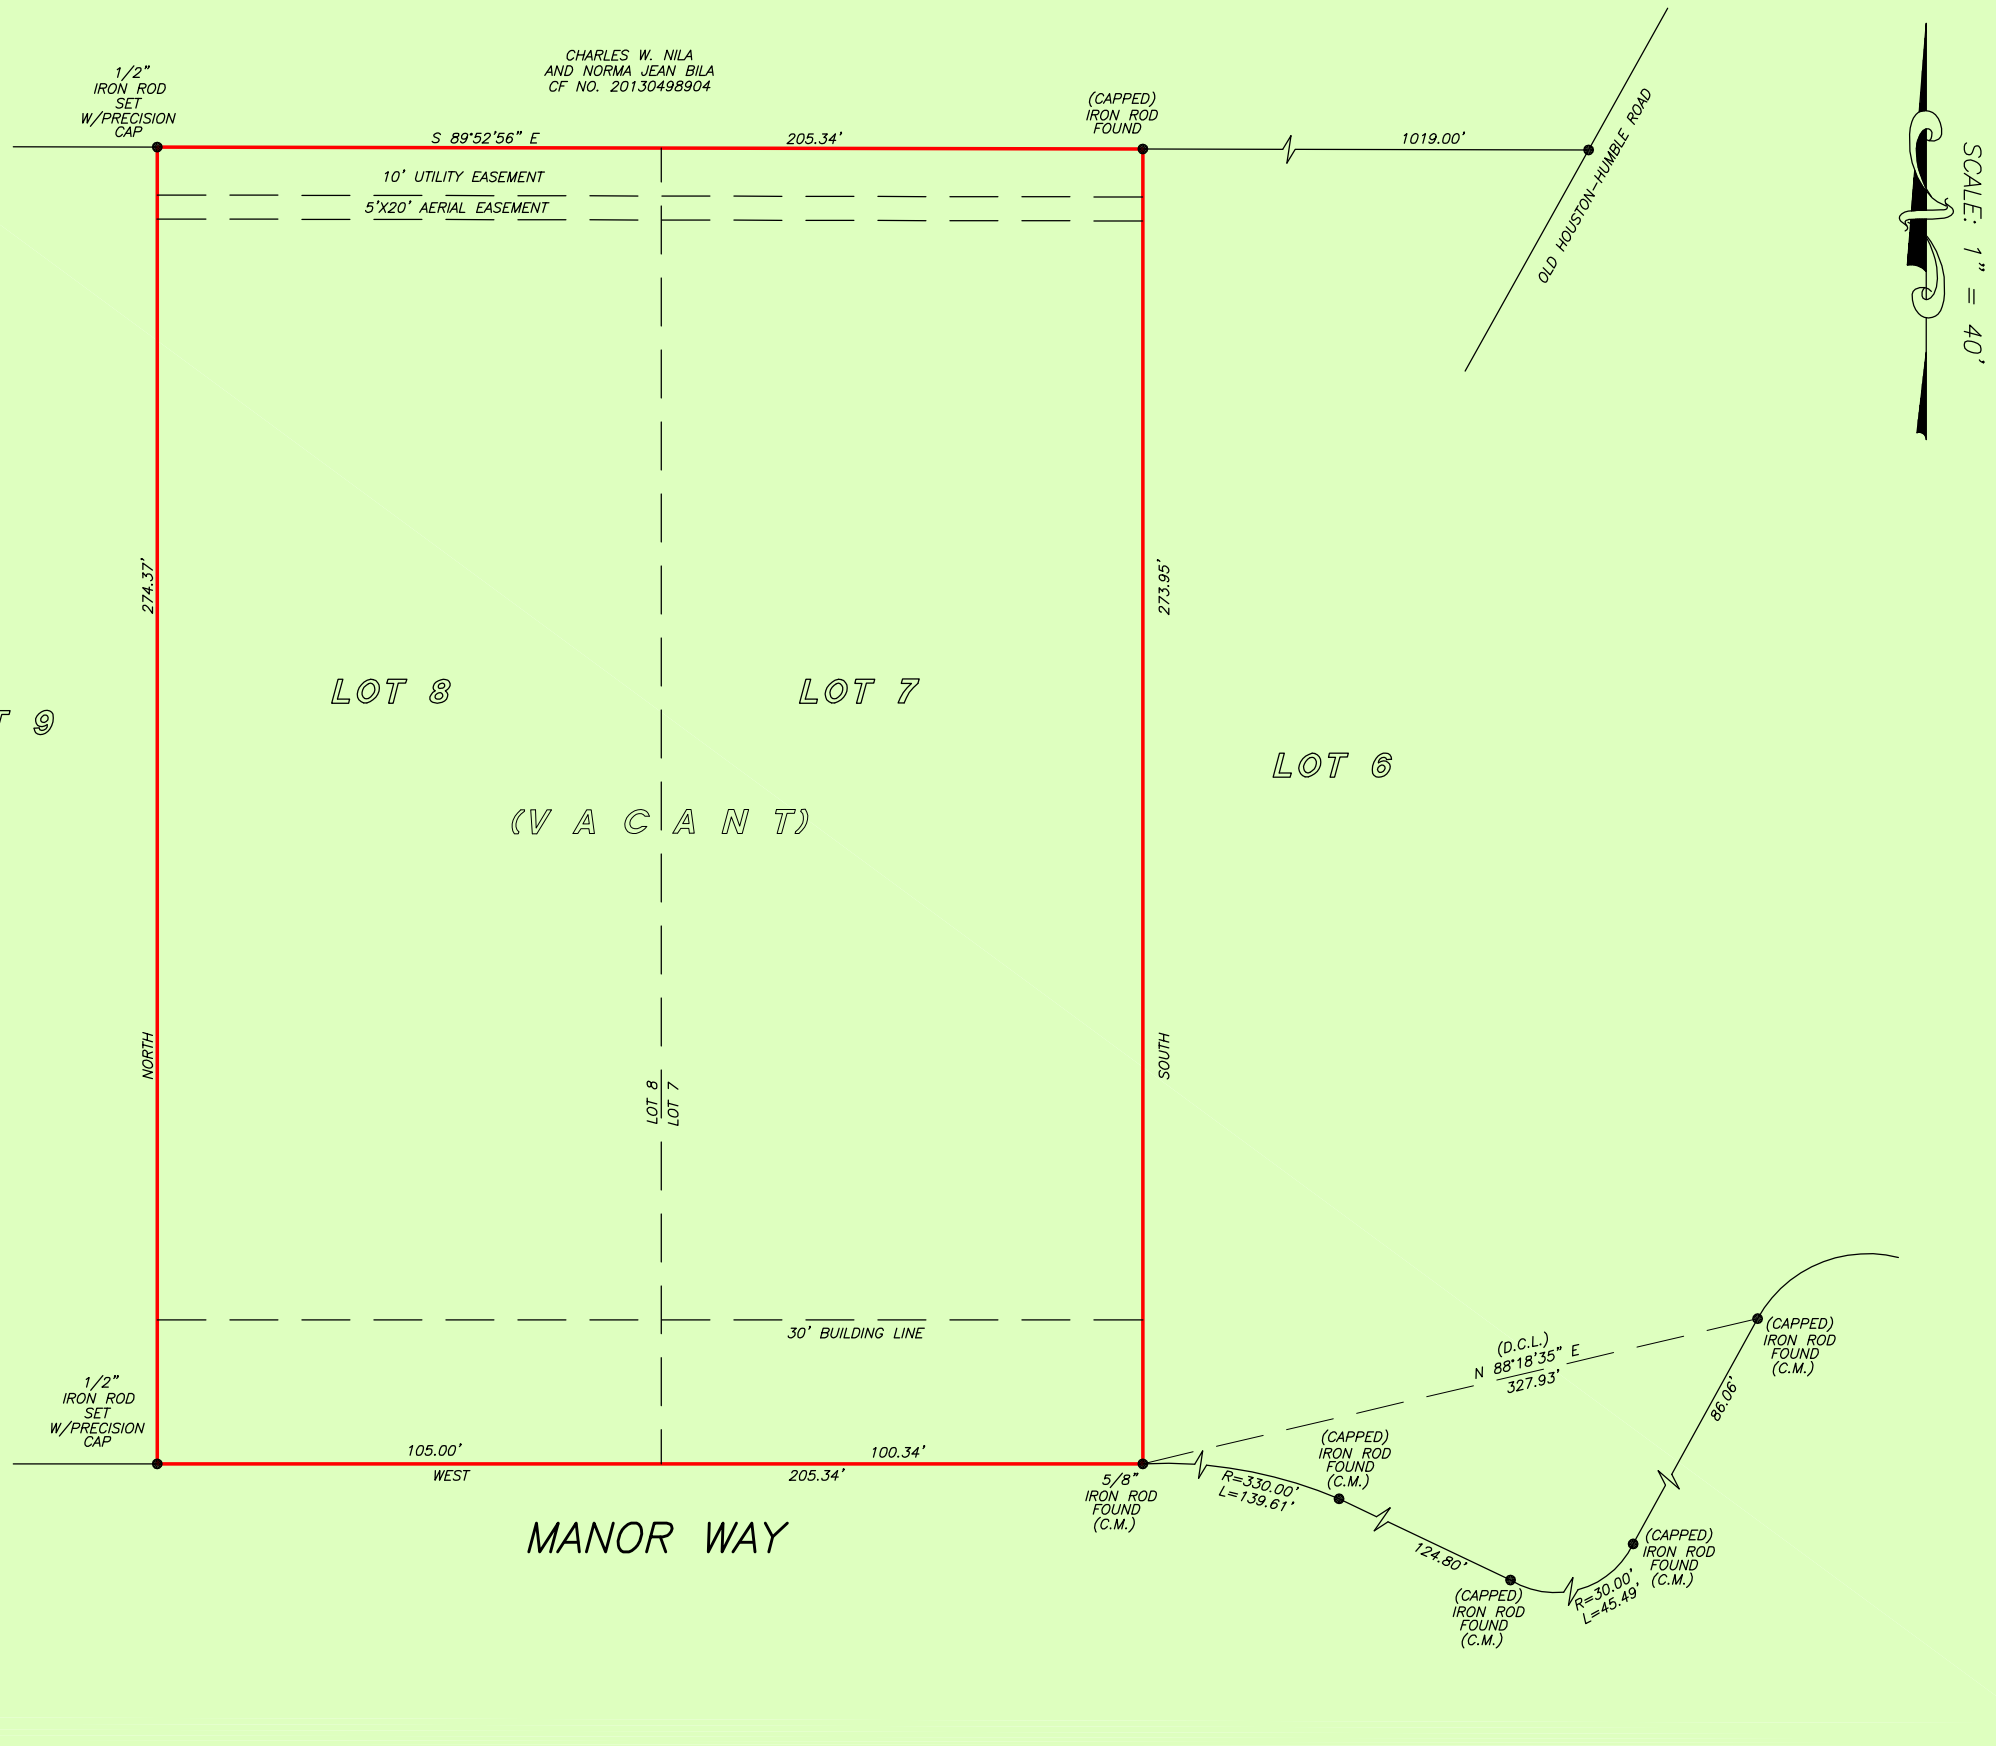 CHARLES W. NILA
AND NORMA JEAN BILA
CF NO. 20130498904
1/2"
IRON ROD
SET
W/PRECISION
CAP
(CAPPED)
IRON ROD
FOUND
S 89°52'56" E
205.34'
1019.00'
OLD HOUSTON-HUMBLE ROAD
SCALE: 1" = 40'
10' UTILITY EASEMENT
5'X20' AERIAL EASEMENT
274.37'
273.95'
LOT 8
LOT 7
T 9
LOT 6
(V A C A N T)
NORTH
SOUTH
LOT 8
LOT 7
30' BUILDING LINE
1/2"
IRON ROD
SET
W/PRECISION
CAP
105.00'
100.34'
WEST
205.34'
MANOR WAY
5/8"
IRON ROD
FOUND
(C.M.)
(D.C.L.)
N 88°18'35" E
327.93'
(CAPPED)
IRON ROD
FOUND
(C.M.)
86.06'
(CAPPED)
IRON ROD
FOUND
(C.M.)
R=330.00'
L=139.61'
124.80'
(CAPPED)
IRON ROD
FOUND
(C.M.)
R=30.00'
L=45.49'
(CAPPED)
IRON ROD
FOUND
(C.M.)